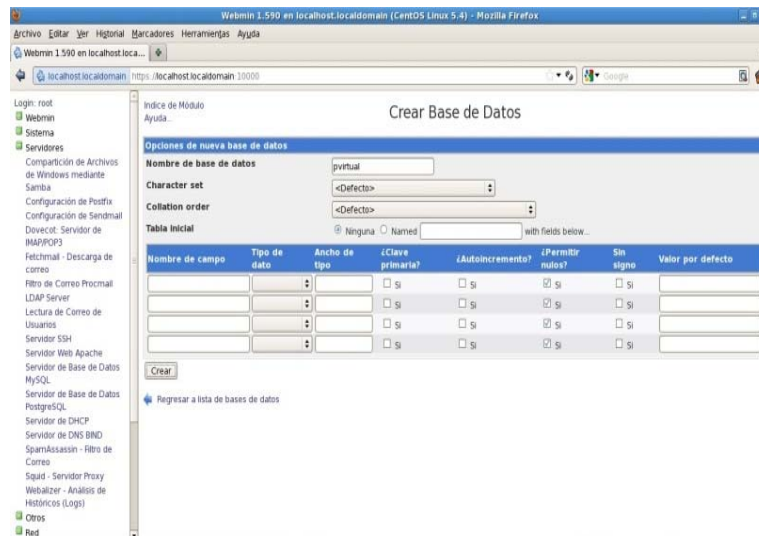 Webmin 1.590 en localhost.localdomain (CentOS Linux 5.4) - Mozilla Firefox
Archivo Editar Ver Historial Marcadores Herramientas Ayuda
Webmin 1.590 en localhost.loca...
localhost.localdomain https://localhost.localdomain:10000
Google
Login: root
Webmin
Sistema
Servidores
Compartición de Archivos
de Windows mediante
Samba
Configuración de Postfix
Configuración de Sendmail
Dovecot: Servidor de
IMAP/POP3
Fetchmail - Descarga de
correo
Filtro de Correo Procmail
LDAP Server
Lectura de Correo de
Usuarios
Servidor SSH
Servidor Web Apache
Servidor de Base de Datos
MySQL
Servidor de Base de Datos
PostgreSQL
Servidor de DHCP
Servidor de DNS BIND
SpamAssassin - Filtro de
Correo
Squid - Servidor Proxy
Webalizer - Análisis de
Históricos (Logs)
Otros
Red
Indice de Módulo
Ayuda..
Crear Base de Datos
Opciones de nueva base de datos
Nombre de base de datos pvirtual
Character set <Defecto>
Collation order <Defecto>
Tabla Inicial Ninguna Named with fields below...
Nombre de campo Tipo de dato Ancho de tipo ¿Clave primaria? ¿Autoincremento? ¿Permitir nulos? Sin signo Valor por defecto
Si Si Si Si
Si Si Si Si
Si Si Si Si
Si Si Si Si
Crear
Regresar a lista de bases de datos